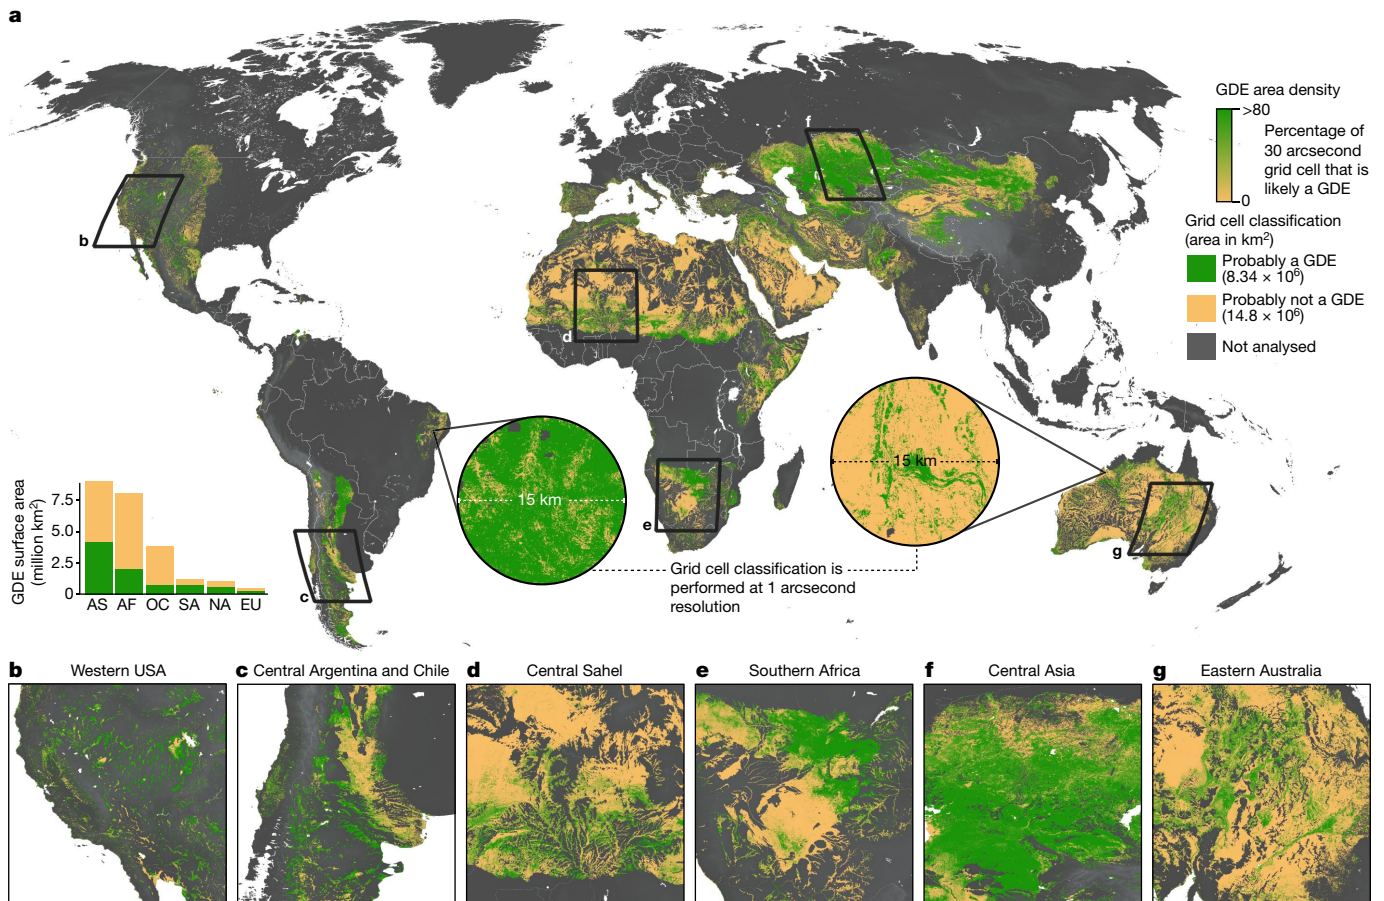 a
GDE area density
>80
Percentage of
30 arcsecond
grid cell that is
likely a GDE
0
Grid cell classification
(area in km²)
Probably a GDE
(8.34 × 10⁶)
Probably not a GDE
(14.8 × 10⁶)
Not analysed
f
b
d
e
c
g
15 km
15 km
Grid cell classification is
performed at 1 arcsecond
resolution
GDE surface area
(million km²)
7.5
5.0
2.5
0
AS AF OC SA NA EU
b Western USA
c Central Argentina and Chile
d Central Sahel
e Southern Africa
f Central Asia
g Eastern Australia